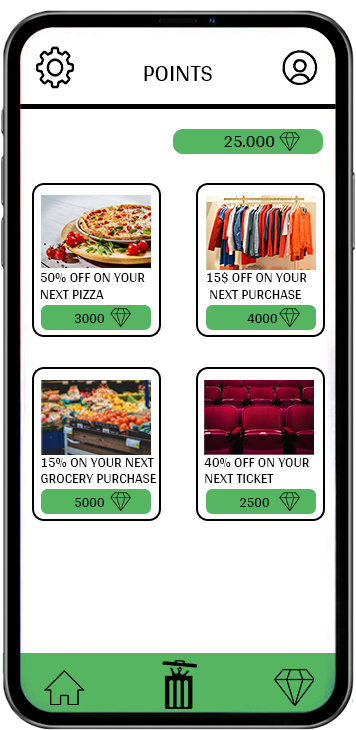 POINTS
25.000
50% OFF ON YOUR
NEXT PIZZA
3000
15$ OFF ON YOUR
NEXT PURCHASE
4000
15% ON YOUR NEXT
GROCERY PURCHASE
5000
40% OFF ON YOUR
NEXT TICKET
2500